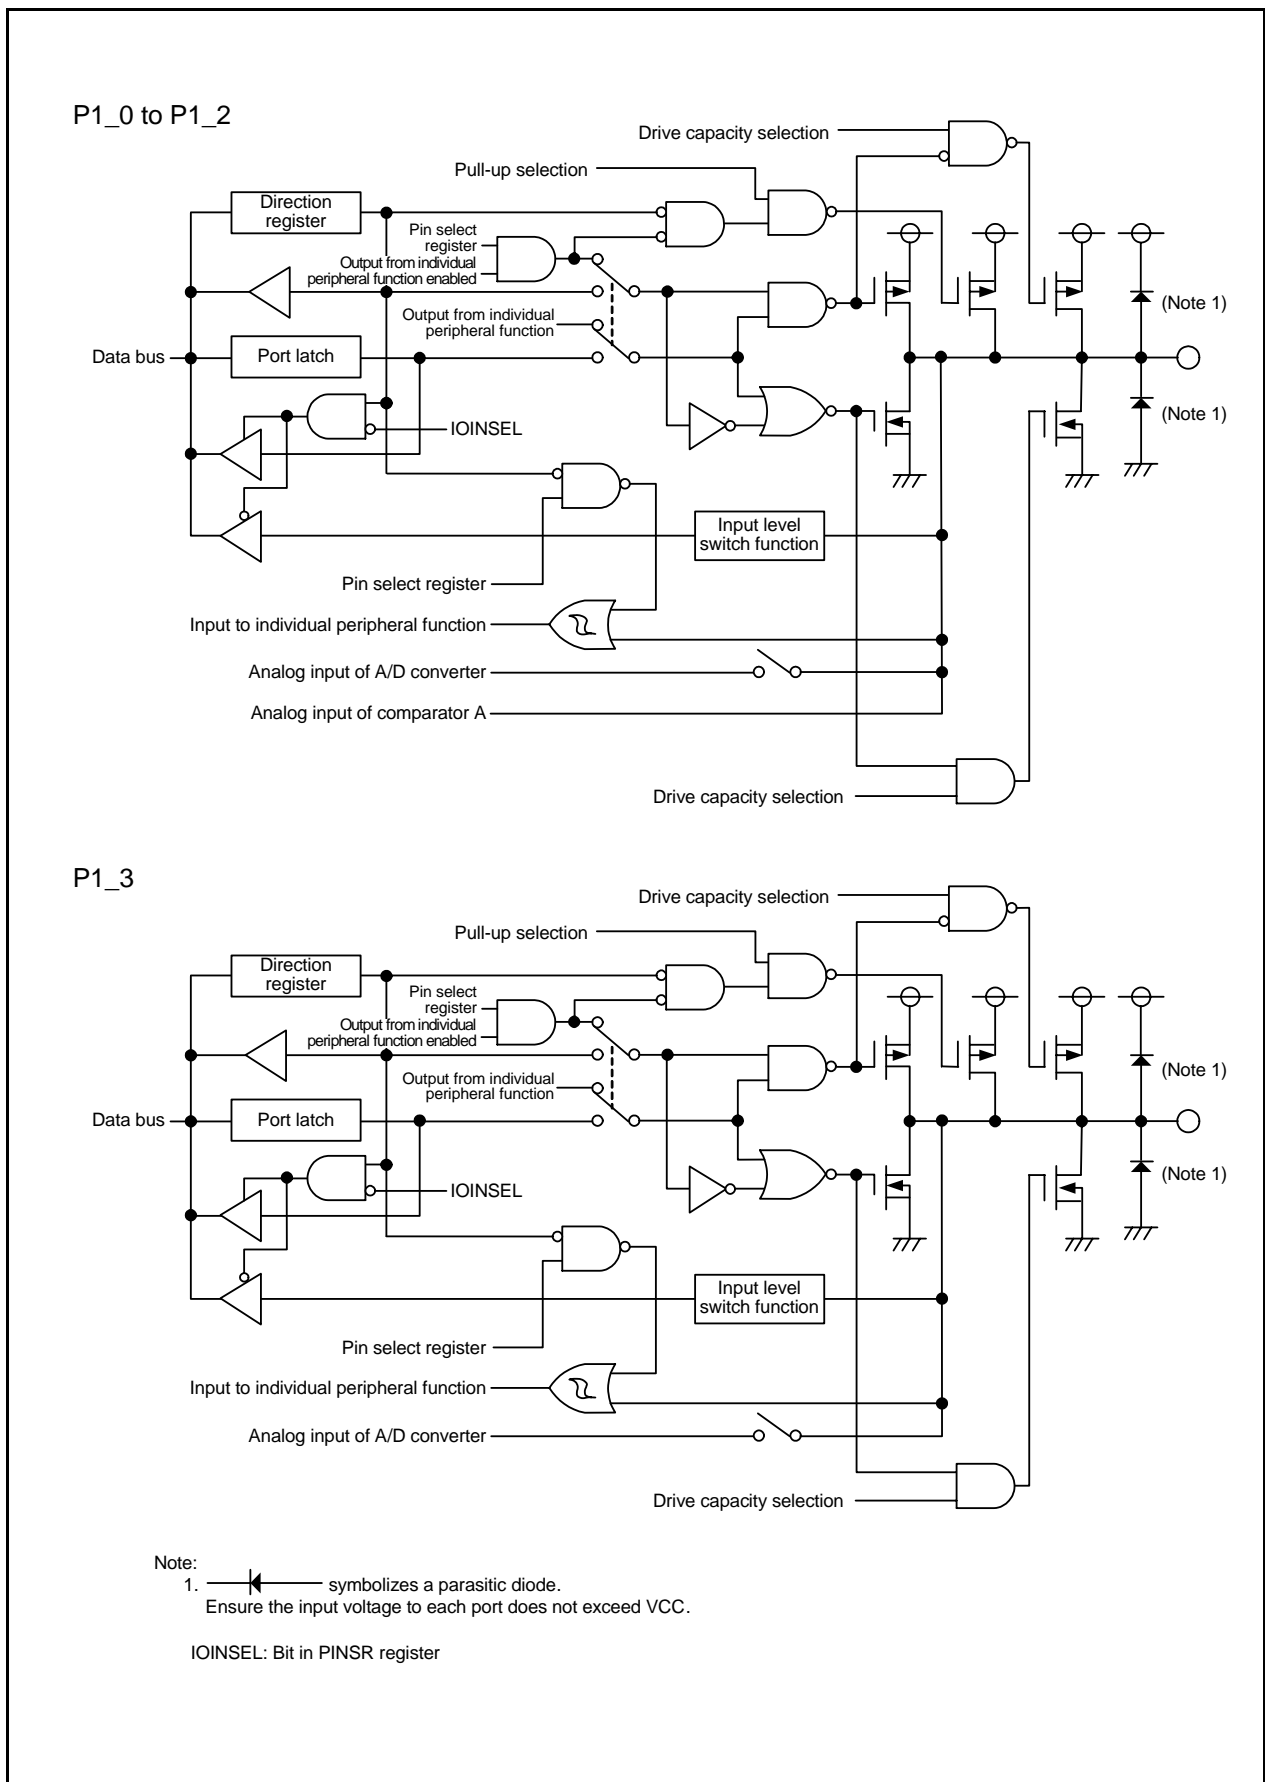 P1_0 to P1_2
Drive capacity selection
Pull-up selection
Direction
register
Pin select
register
Output from individual
peripheral function enabled
(Note 1)
Output from individual
peripheral function
Data bus
Port latch
(Note 1)
IOINSEL
Input level
switch function
Pin select register
Input to individual peripheral function
Analog input of A/D converter
Analog input of comparator A
Drive capacity selection
P1_3
Drive capacity selection
Pull-up selection
Direction
register
Pin select
register
Output from individual
peripheral function enabled
(Note 1)
Output from individual
peripheral function
Data bus
Port latch
(Note 1)
IOINSEL
Input level
switch function
Pin select register
Input to individual peripheral function
Analog input of A/D converter
Drive capacity selection
Note:
1. symbolizes a parasitic diode.
Ensure the input voltage to each port does not exceed VCC.
IOINSEL: Bit in PINSR register